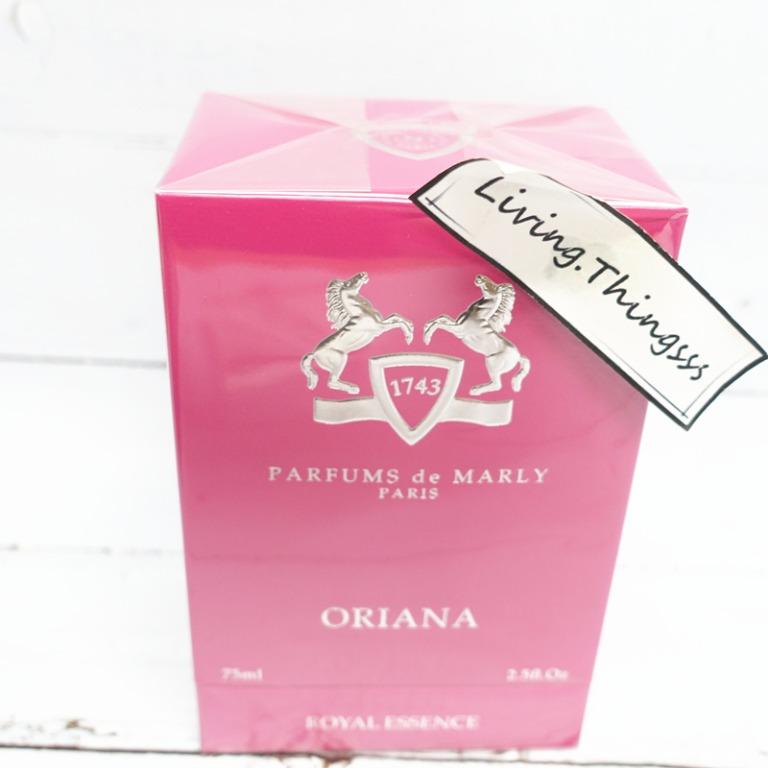 Living.Thingsss
1743
PARFUMS de MARLY
PARIS
ORIANA
75ml 2.5fl.Oz
ROYAL ESSENCE